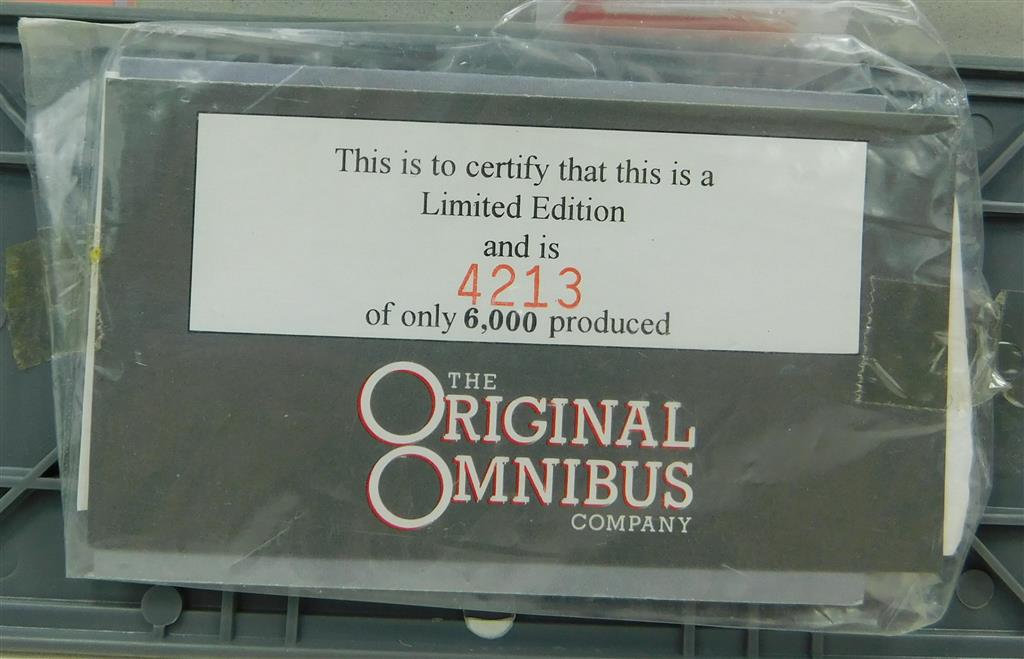 This is to certify that this is a
Limited Edition
and is
4213
of only 6,000 produced
THE
ORIGINAL
OMNIBUS
COMPANY